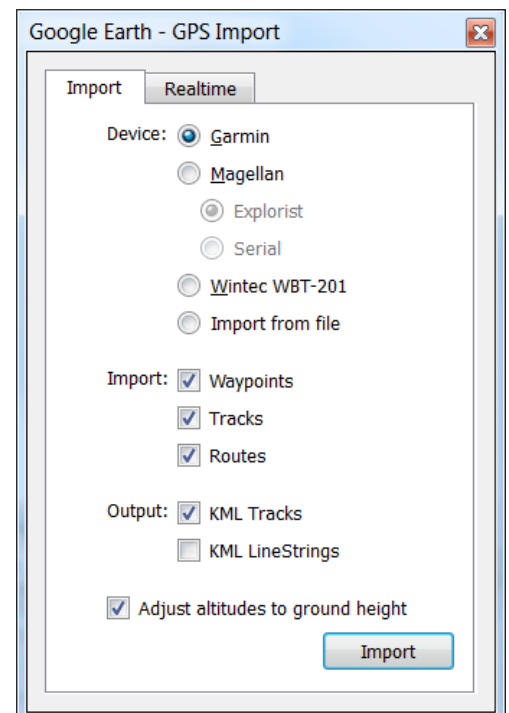 Google Earth - GPS Import
Import Realtime
Device: Garmin
Magellan
Explorist
Serial
Wintec WBT-201
Import from file
Import: Waypoints
Tracks
Routes
Output: KML Tracks
KML LineStrings
Adjust altitudes to ground height
Import